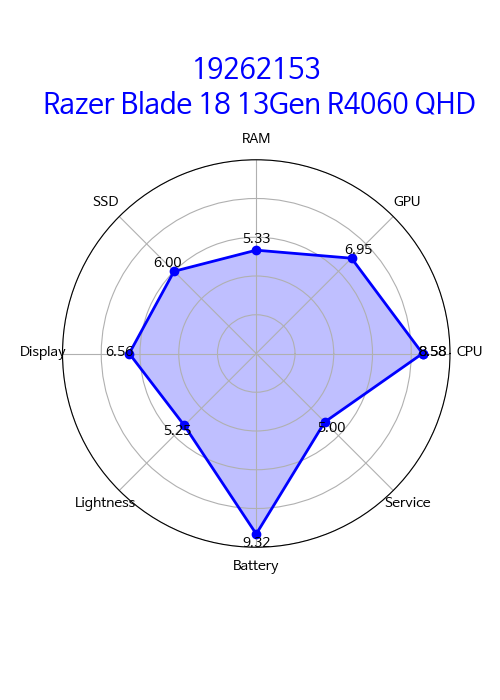 19262153
Razer Blade 18 13Gen R4060 QHD
RAM
SSD
GPU
5.33
6.95
6.00
Display
6.56
8.58
CPU
5.23
5.00
Lightness
Service
9.32
Battery